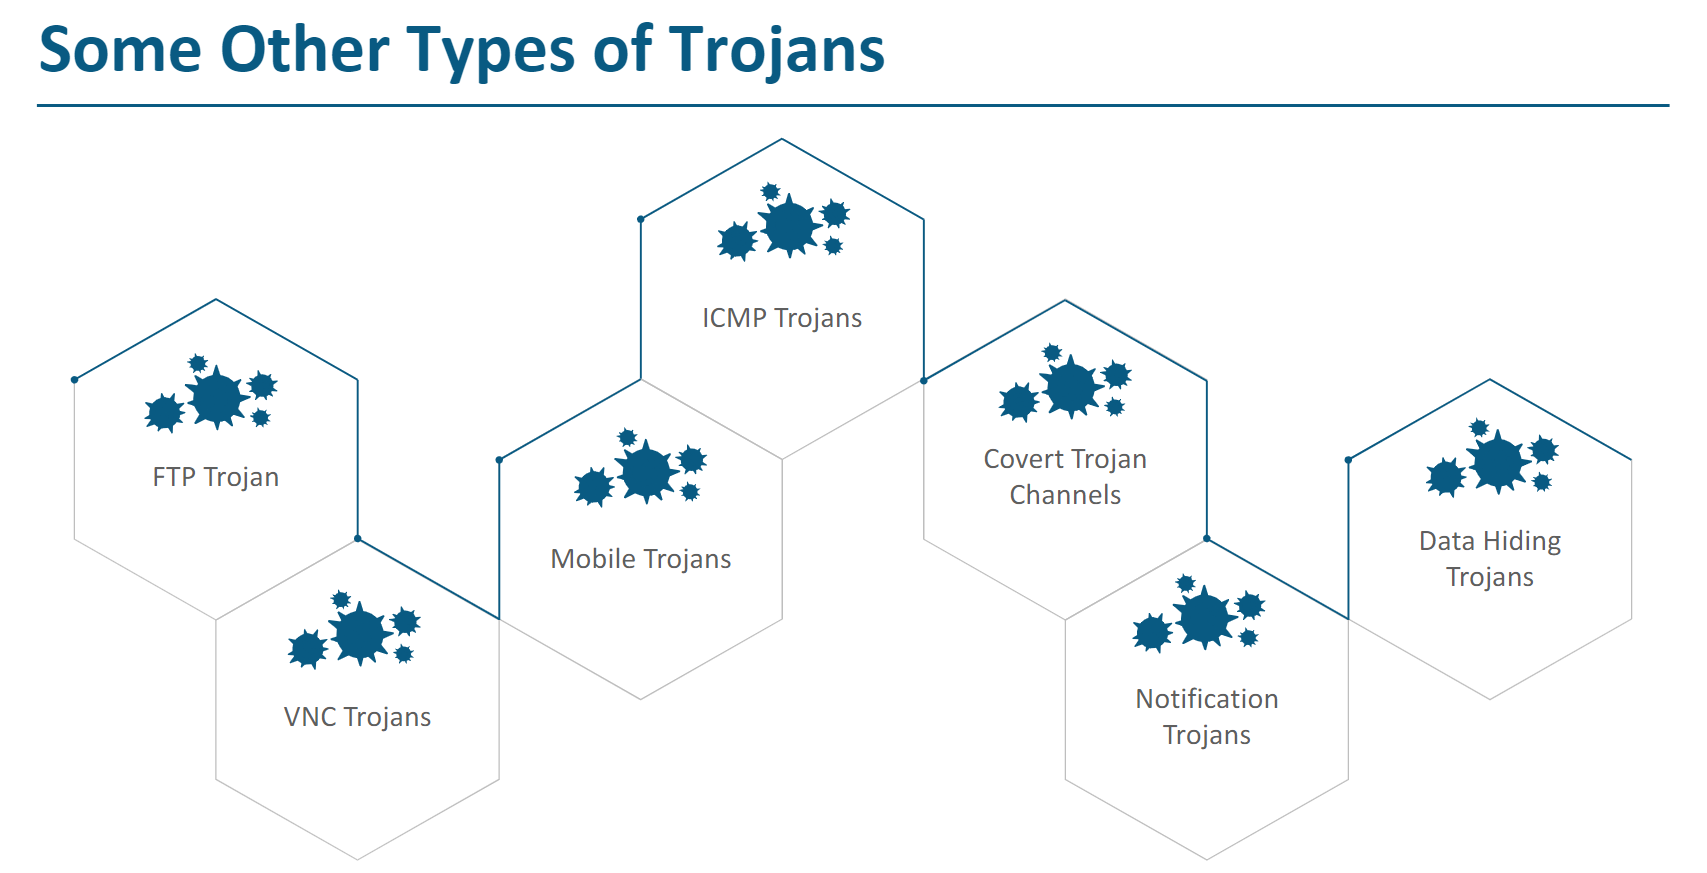 Some Other Types of Trojans
FTP Trojan
VNC Trojans
Mobile Trojans
ICMP Trojans
Covert Trojan
Channels
Notification
Trojans
Data Hiding
Trojans